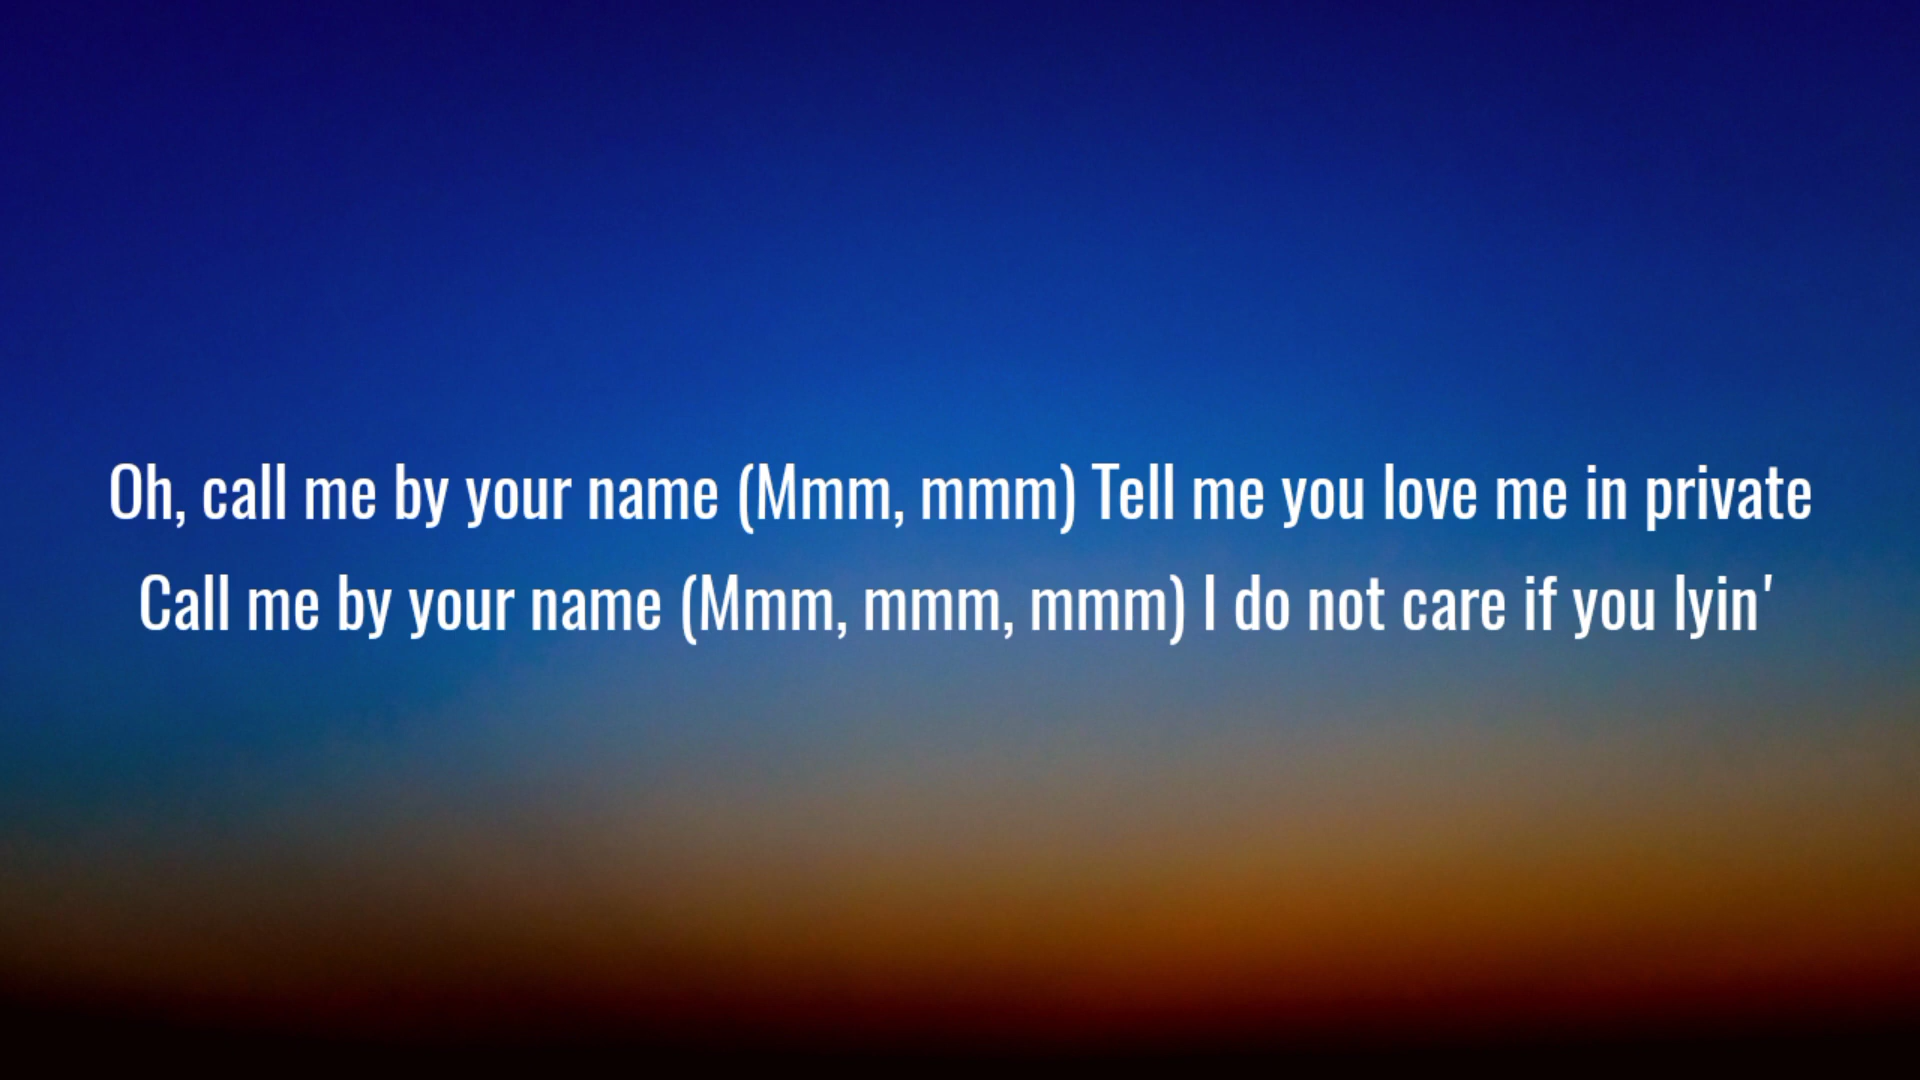 Oh, call me by your name (Mmm, mmm) Tell me you love me in private
Call me by your name (Mmm, mmm, mmm) I do not care if you lyin'